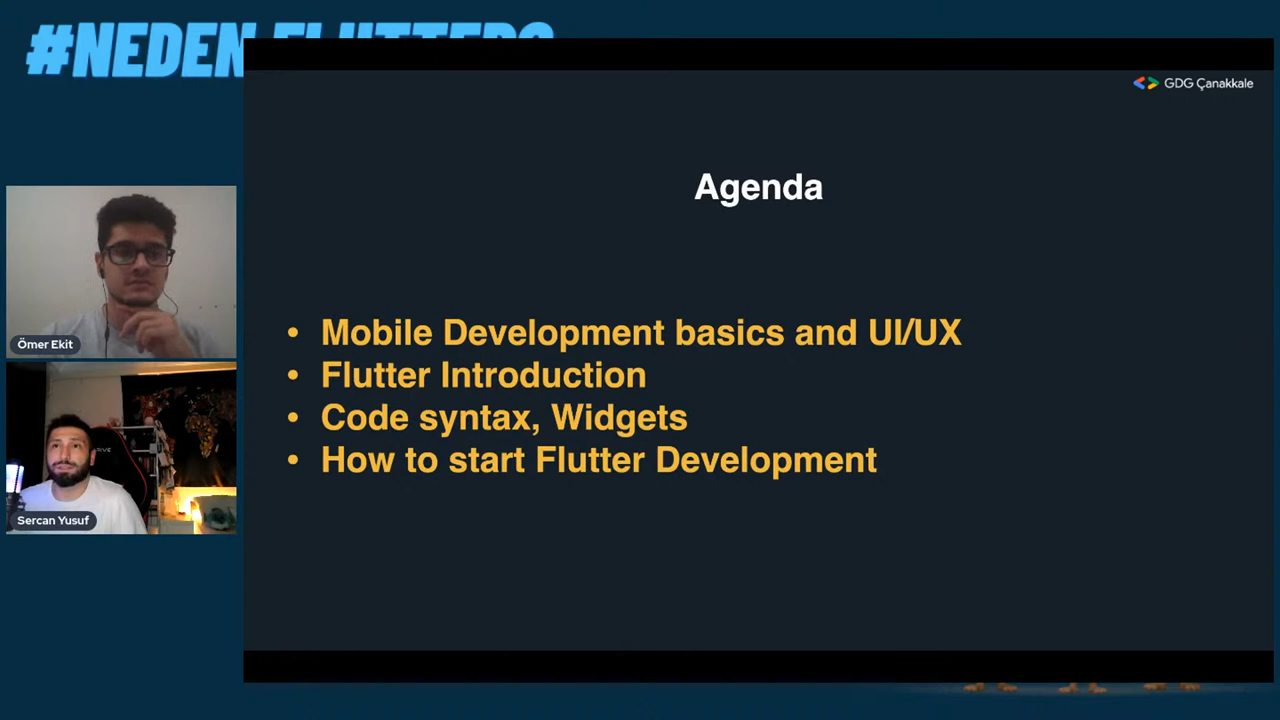 #NEDEN
GDG Çanakkale
Agenda
• Mobile Development basics and UI/UX
• Flutter Introduction
• Code syntax, Widgets
• How to start Flutter Development
Ömer Ekit
Sercan Yusuf